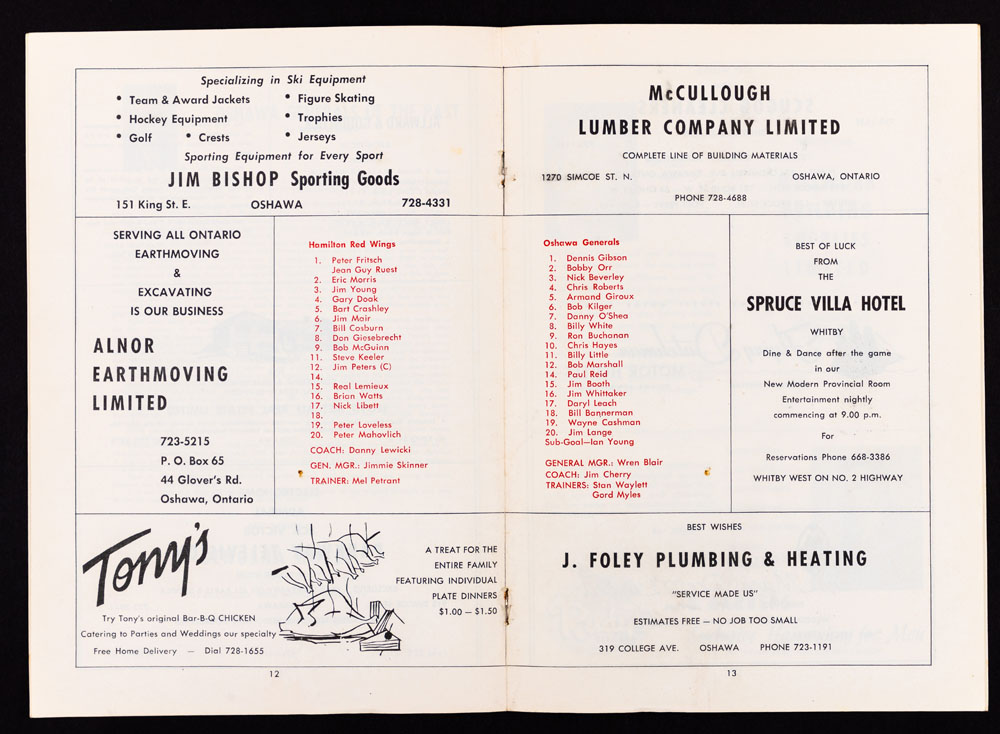 Specializing in Ski Equipment
• Team & Award Jackets
• Figure Skating
• Hockey Equipment
• Trophies
• Golf • Crests
• Jerseys
Sporting Equipment for Every Sport
JIM BISHOP Sporting Goods
151 King St. E. OSHAWA 728-4331
SERVING ALL ONTARIO
EARTHMOVING
&
EXCAVATING
IS OUR BUSINESS
ALNOR
EARTHMOVING
LIMITED
723-5215
P. O. Box 65
44 Glover's Rd.
Oshawa, Ontario
Hamilton Red Wings
1. Peter Fritsch
Jean Guy Ruest
2. Eric Morris
3. Jim Young
4. Gary Doak
5. Bart Crashley
6. Jim Mair
7. Bill Cosburn
8. Don Giesebrecht
9. Bob McGuinn
11. Steve Keeler
12. Jim Peters (C)
14.
15. Real Lemieux
16. Brian Watts
17. Nick Libett
18.
19. Peter Loveless
20. Peter Mahovlich
COACH: Danny Lewicki
GEN. MGR.: Jimmie Skinner
TRAINER: Mel Petrant
Tony's
Try Tony's original Bar-B-Q CHICKEN
Catering to Parties and Weddings our specialty
Free Home Delivery — Dial 728-1655
A TREAT FOR THE
ENTIRE FAMILY
FEATURING INDIVIDUAL
PLATE DINNERS
$1.00 — $1.50
12
McCULLOUGH
LUMBER COMPANY LIMITED
COMPLETE LINE OF BUILDING MATERIALS
1270 SIMCOE ST. N. OSHAWA, ONTARIO
PHONE 728-4688
Oshawa Generals
1. Dennis Gibson
2. Bobby Orr
3. Nick Beverley
4. Chris Roberts
5. Armand Giroux
6. Bob Kilger
7. Danny O'Shea
8. Billy White
9. Ron Buchanan
10. Chris Hayes
11. Billy Little
12. Bob Marshall
14. Paul Reid
15. Jim Booth
16. Jim Whittaker
17. Daryl Leach
18. Bill Bannerman
19. Wayne Cashman
20. Jim Lange
Sub-Goal—Ian Young
GENERAL MGR.: Wren Blair
COACH: Jim Cherry
TRAINERS: Stan Waylett
Gord Myles
BEST OF LUCK
FROM
THE
SPRUCE VILLA HOTEL
WHITBY
Dine & Dance after the game
in our
New Modern Provincial Room
Entertainment nightly
commencing at 9.00 p.m.
For
Reservations Phone 668-3386
WHITBY WEST ON NO. 2 HIGHWAY
BEST WISHES
J. FOLEY PLUMBING & HEATING
"SERVICE MADE US"
ESTIMATES FREE — NO JOB TOO SMALL
319 COLLEGE AVE. OSHAWA PHONE 723-1191
13